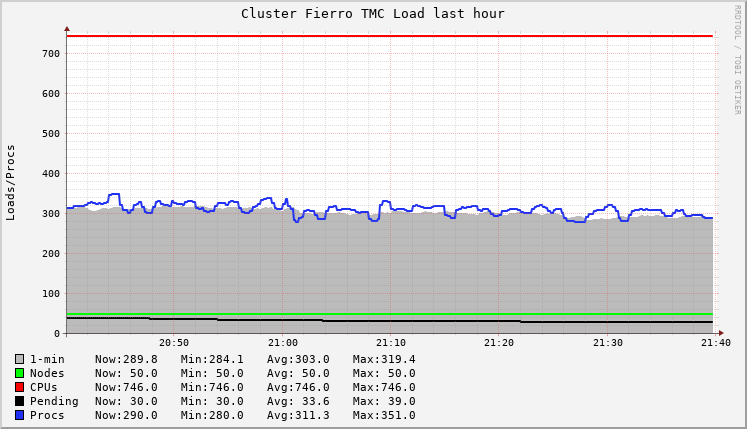 Cluster Fierro TMC Load last hour
RRDTOOL / TOBI OETIKER
Loads/Procs
700
600
500
400
300
200
100
0
20:50 21:00 21:10 21:20 21:30 21:40
1-min Now:289.8 Min:284.1 Avg:303.0 Max:319.4
Nodes Now: 50.0 Min: 50.0 Avg: 50.0 Max: 50.0
CPUs Now:746.0 Min:746.0 Avg:746.0 Max:746.0
Pending Now: 30.0 Min: 30.0 Avg: 33.6 Max: 39.0
Procs Now:290.0 Min:280.0 Avg:311.3 Max:351.0